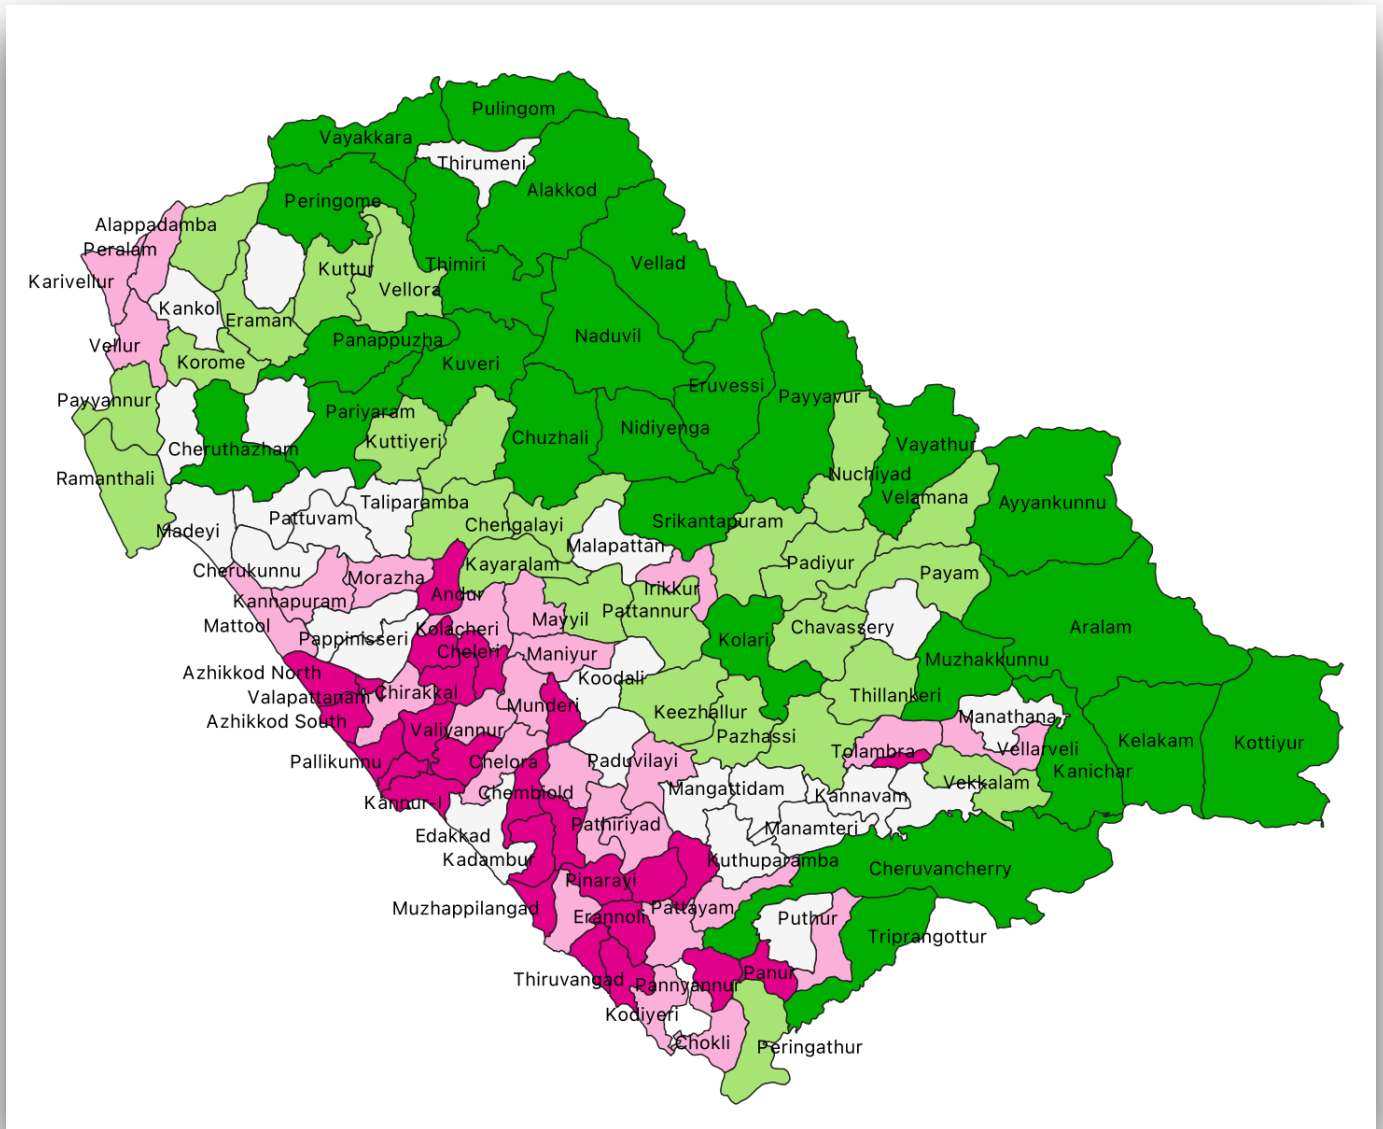 Pulingom
Vayakkara
Thirumeni
Alakkod
Peringome
Alappadamba
Peralam
Thimiri
Vellad
Kuttur
Karivellur
Vellora
Kankol
Eraman
Naduvil
Panappuzha
Vellur
Korome
Kuveri
Eruvessi
Payyavur
Payyannur
Pariyaram
Nidiyenga
Chuzhali
Kuttiyeri
Vayathur
Cheruthazham
Nuchiyad
Ramanthali
Velamana
Taliparamba
Ayyankunnu
Pattuvam
Srikantapuram
Chengalayi
Madeyi
Malapattan
Kayaralam
Padiyur
Cherukunnu
Payam
Morazha
Irikkur
Andur
Kannapuram
Pattannur
Mayyil
Mattool
Kolacheri
Chavassery
Aralam
Pappinisseri
Kolari
Cheleri
Maniyur
Muzhakkunnu
Azhikkod North
Koodali
Chirakkal
Thillankeri
Valapattanam
Munderi
Keezhallur
Manathana
Azhikkod South
Valiyannur
Pazhassi
Kelakam
Kottiyur
Vellarveli
Tolambra
Pallikunnu
Chelora
Paduvilayi
Kanichar
Vekkalam
Mangattidam
Chembiold
Kannavam
Kannur-I
Pathiriyad
Manamteri
Edakkad
Kadambur
Kuthuparamba
Cheruvancherry
Pinarayi
Muzhappilangad
Pattayam
Erannoli
Puthur
Triprangottur
Panur
Thiruvangad
Pannyannur
Kodiyeri
Chokli
Peringathur